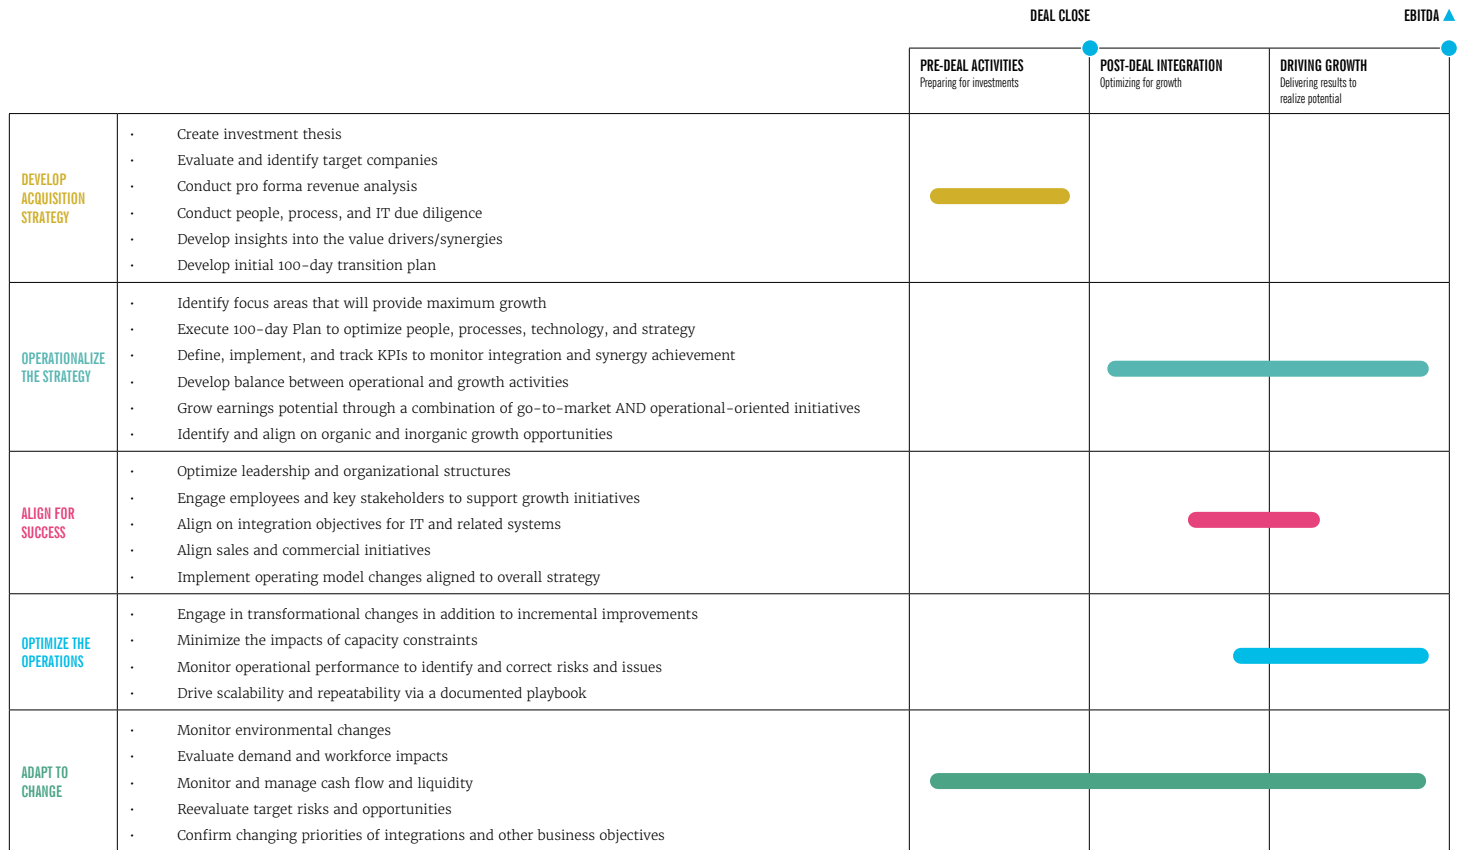 DEAL CLOSE
EBITDA
PRE-DEAL ACTIVITIES
Preparing for investments
POST-DEAL INTEGRATION
Optimizing for growth
DRIVING GROWTH
Delivering results to
realize potential
DEVELOP
ACQUISITION
STRATEGY
• Create investment thesis
• Evaluate and identify target companies
• Conduct pro forma revenue analysis
• Conduct people, process, and IT due diligence
• Develop insights into the value drivers/synergies
• Develop initial 100-day transition plan
OPERATIONALIZE
THE STRATEGY
• Identify focus areas that will provide maximum growth
• Execute 100-day Plan to optimize people, processes, technology, and strategy
• Define, implement, and track KPIs to monitor integration and synergy achievement
• Develop balance between operational and growth activities
• Grow earnings potential through a combination of go-to-market AND operational-oriented initiatives
• Identify and align on organic and inorganic growth opportunities
ALIGN FOR
SUCCESS
• Optimize leadership and organizational structures
• Engage employees and key stakeholders to support growth initiatives
• Align on integration objectives for IT and related systems
• Align sales and commercial initiatives
• Implement operating model changes aligned to overall strategy
OPTIMIZE THE
OPERATIONS
• Engage in transformational changes in addition to incremental improvements
• Minimize the impacts of capacity constraints
• Monitor operational performance to identify and correct risks and issues
• Drive scalability and repeatability via a documented playbook
ADAPT TO
CHANGE
• Monitor environmental changes
• Evaluate demand and workforce impacts
• Monitor and manage cash flow and liquidity
• Reevaluate target risks and opportunities
• Confirm changing priorities of integrations and other business objectives